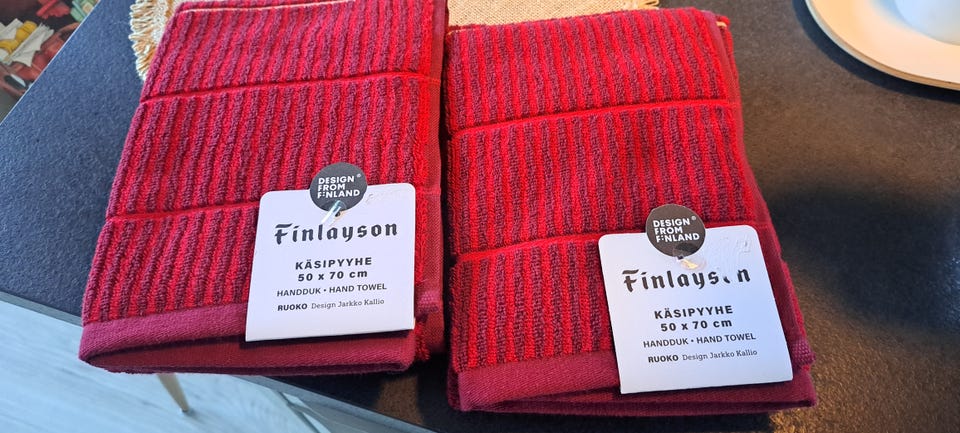 DESIGN
FROM
FINLAND
Finlayson
KÄSIPYYHE
50 x 70 cm
HANDDUK • HAND TOWEL
RUOKO Design Jarkko Kallio
DESIGN
FROM
FINLAND
Finlayson
KÄSIPYYHE
50 x 70 cm
HANDDUK • HAND TOWEL
RUOKO Design Jarkko Kallio